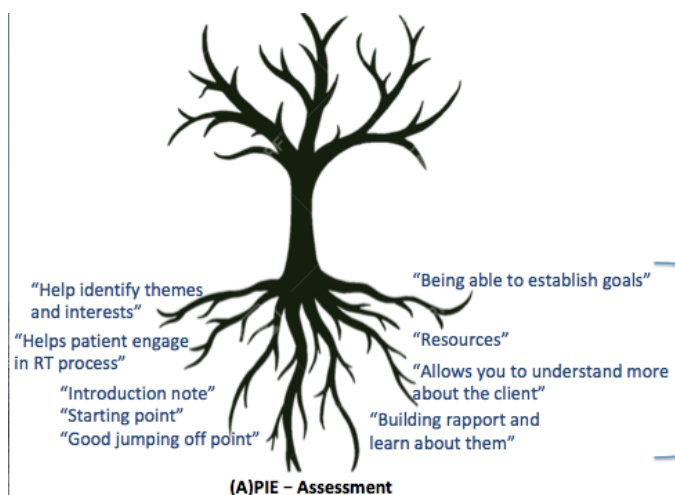 “Help identify themes
and interests”
“Helps patient engage
in RT process”
“Introduction note”
“Starting point”
“Good jumping off point”
“Being able to establish goals”
“Resources”
“Allows you to understand more
about the client”
“Building rapport and
learn about them”
(A)PIE – Assessment